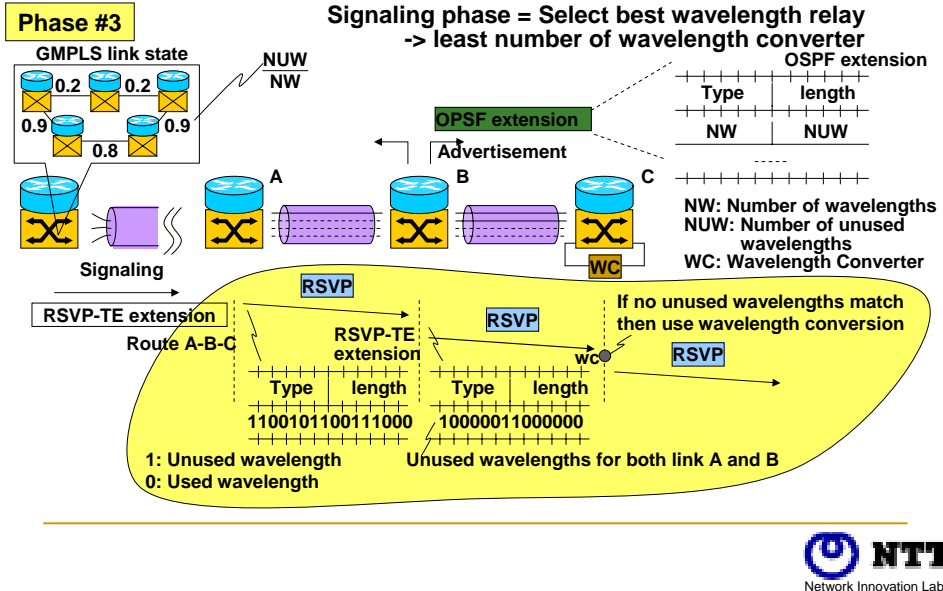 Phase #3
Signaling phase = Select best wavelength relay
-> least number of wavelength converter
GMPLS link state
NUW
NW
0.2
0.2
0.9
0.9
0.8
OPSF extension
Advertisement
OSPF extension
Type length
NW NUW
-----
A
B
C
WC
NW: Number of wavelengths
NUW: Number of unused
wavelengths
WC: Wavelength Converter
Signaling
RSVP-TE extension
Route A-B-C
RSVP
RSVP-TE
extension
RSVP
wc
If no unused wavelengths match
then use wavelength conversion
RSVP
Type length
1100101100111000
Type length
10000011000000
1: Unused wavelength
0: Used wavelength
Unused wavelengths for both link A and B
NTT
Network Innovation Lab